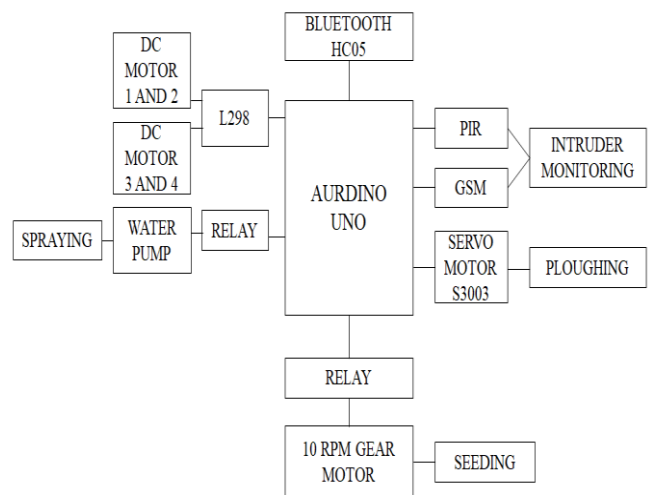 BLUETOOTH
HC05
DC
MOTOR
1 AND 2
L298
DC
MOTOR
3 AND 4
AURDINO
UNO
PIR
GSM
INTRUDER
MONITORING
SPRAYING
WATER
PUMP
RELAY
SERVO
MOTOR
S3003
PLOUGHING
RELAY
10 RPM GEAR
MOTOR
SEEDING